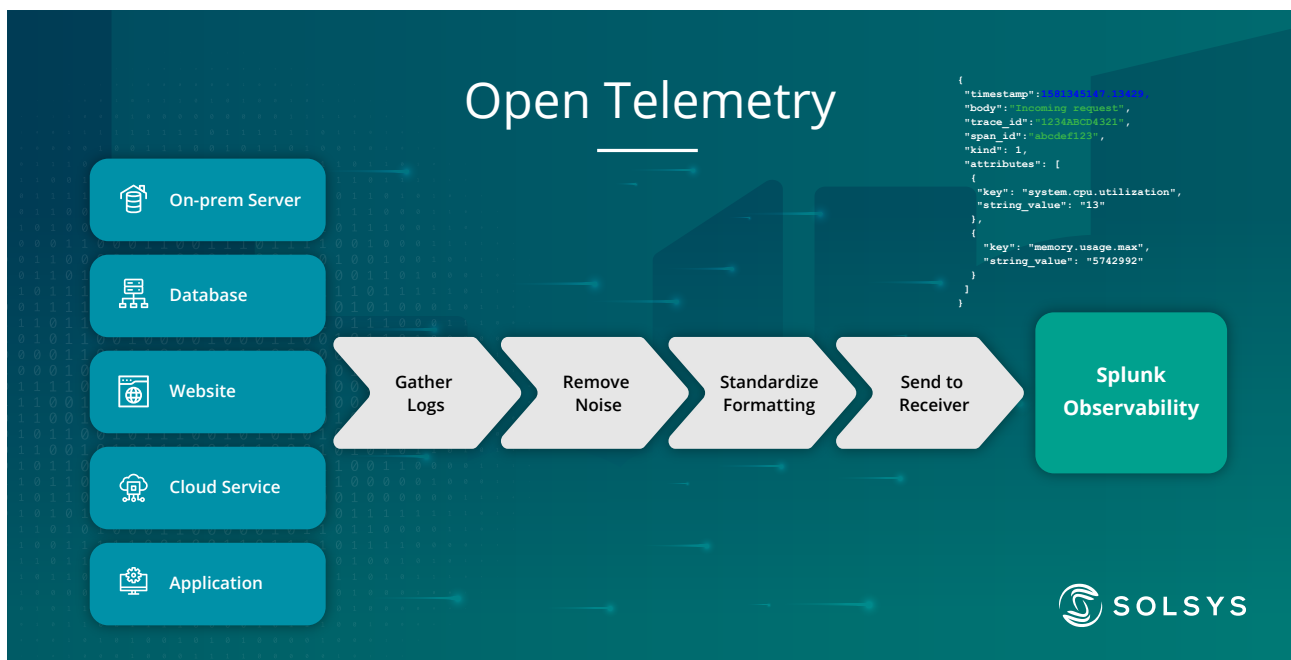 Open Telemetry
{
"timestamp":1581345147.13429,
"body":"Incoming request",
"trace_id":"1234ABCD4321",
"span_id":"abcdef123",
"kind": 1,
"attributes": [
{
"key": "system.cpu.utilization",
"string_value": "13"
},
{
"key": "memory.usage.max",
"string_value": "5742992"
}
]
}
On-prem Server
Database
Website
Cloud Service
Application
Gather
Logs
Remove
Noise
Standardize
Formatting
Send to
Receiver
Splunk
Observability
SOLSYS